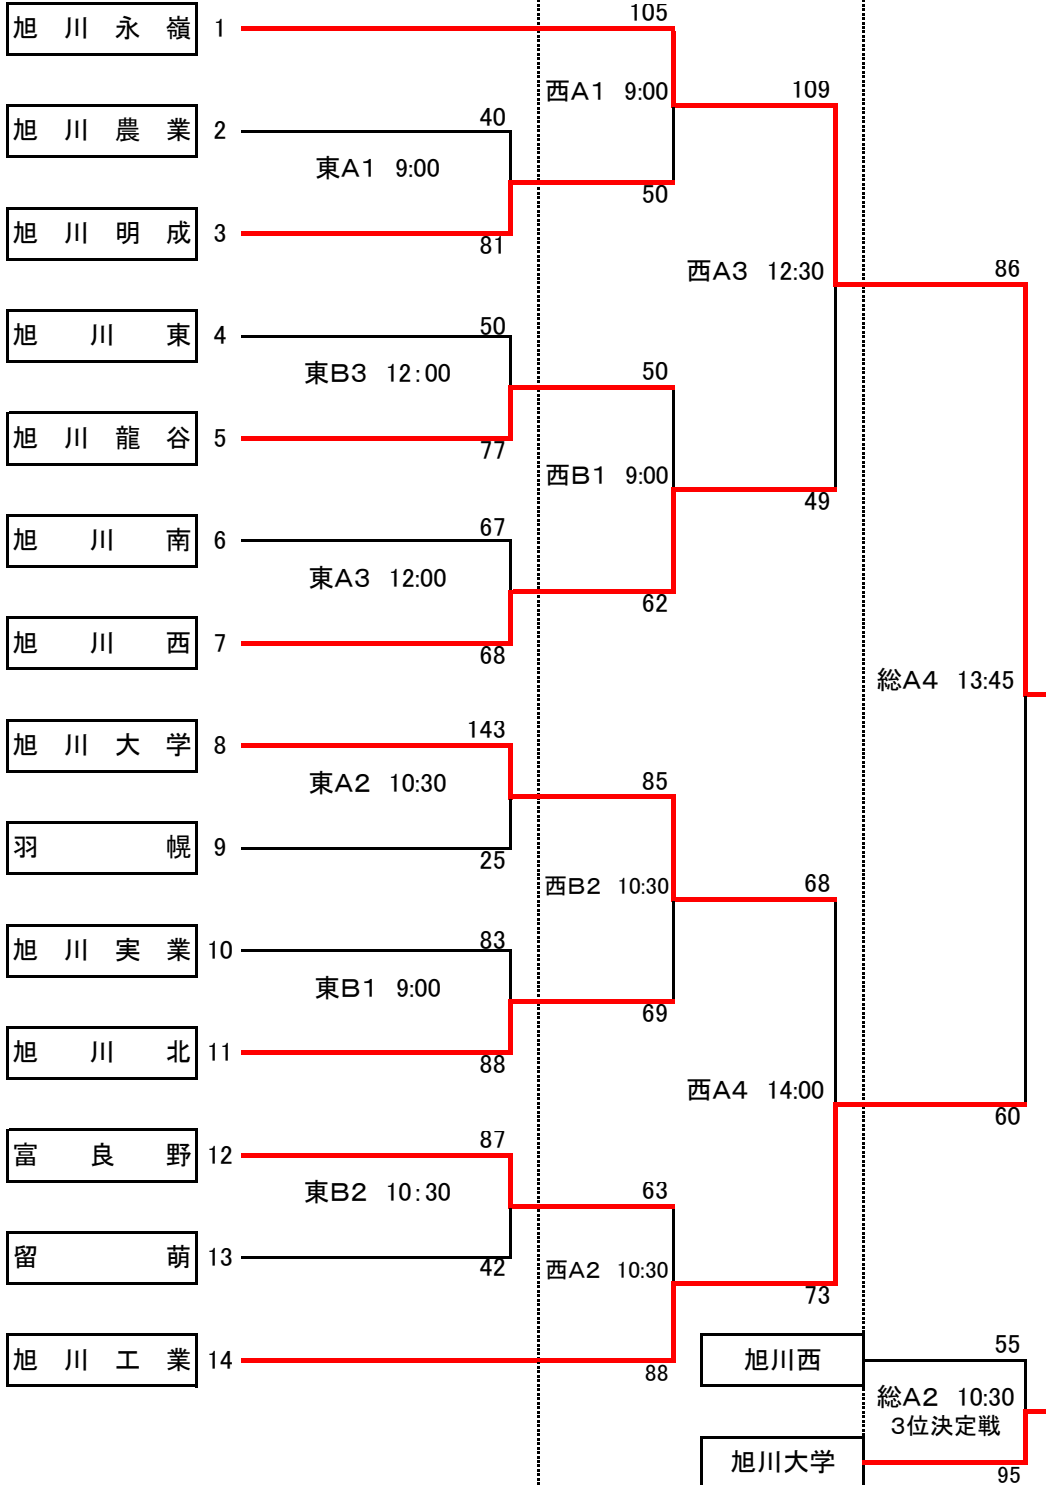 105
旭川永嶺 1
西A1 9:00
109
旭川農業 2
40
東A1 9:00
50
旭川明成 3
81
西A3 12:30
86
旭川東 4
50
東B3 12:00
50
旭川龍谷 5
77
西B1 9:00
49
旭川南 6
67
東A3 12:00
62
旭川西 7
68
総A4 13:45
旭川大学 8
143
東A2 10:30
85
羽幌 9
25
西B2 10:30
68
旭川実業 10
83
東B1 9:00
69
旭川北 11
88
西A4 14:00
60
富良野 12
87
東B2 10:30
63
留萌 13
42
西A2 10:30
73
旭川工業 14
88
旭川西
55
総A2 10:30
3位決定戦
旭川大学
95